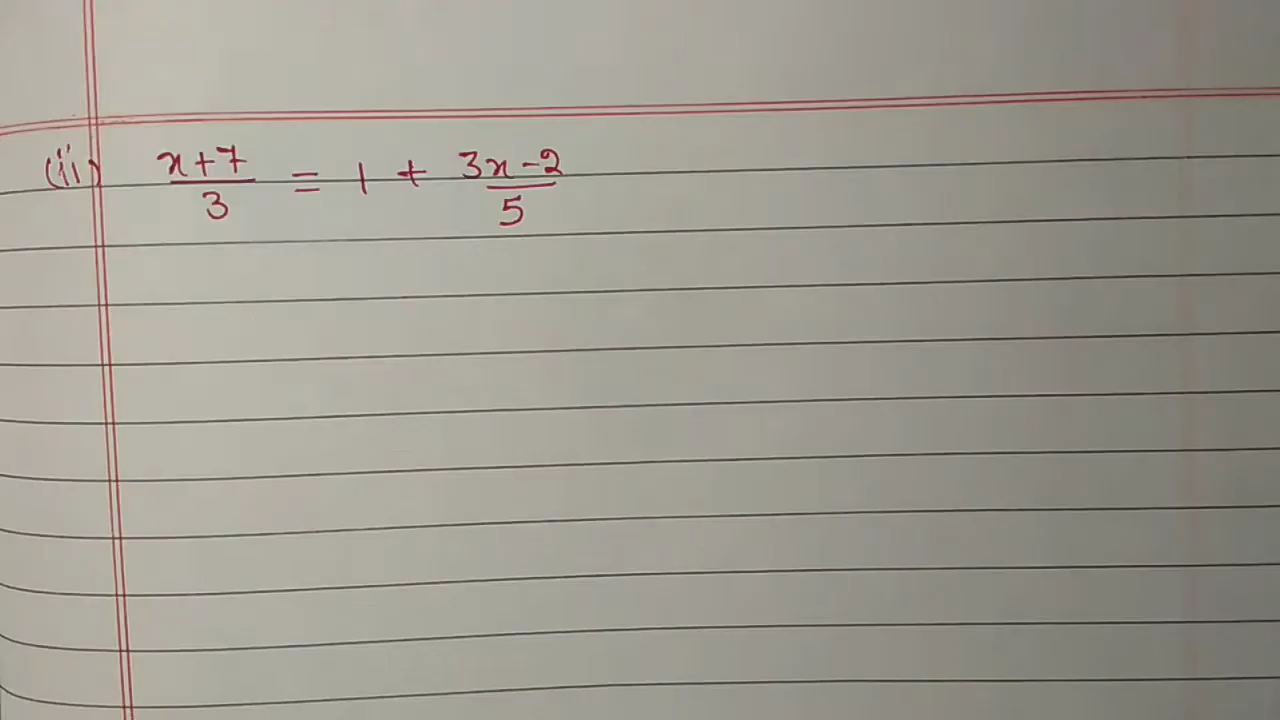 (ii) x+7/3 = 1 + 3x-2/5